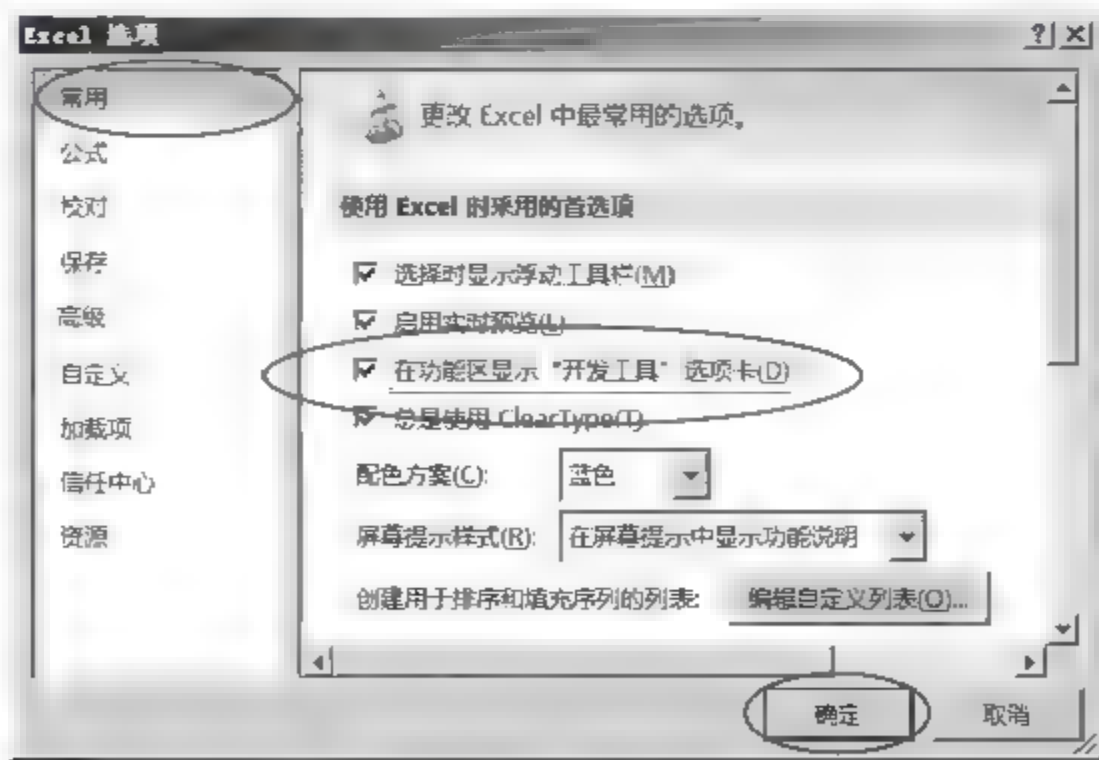 Excel 选项
常用
公式
校对
保存
高级
自定义
加载项
信任中心
资源
更改 Excel 中最常用的选项。
使用 Excel 时采用的首选项
选择时显示浮动工具栏(M)
启用实时预览(L)
在功能区显示 "开发工具" 选项卡(D)
总是使用 ClearType(T)
配色方案(C): 蓝色
屏幕提示样式(R): 在屏幕提示中显示功能说明
创建用于排序和填充序列的列表: 编辑自定义列表(O)...
确定 取消